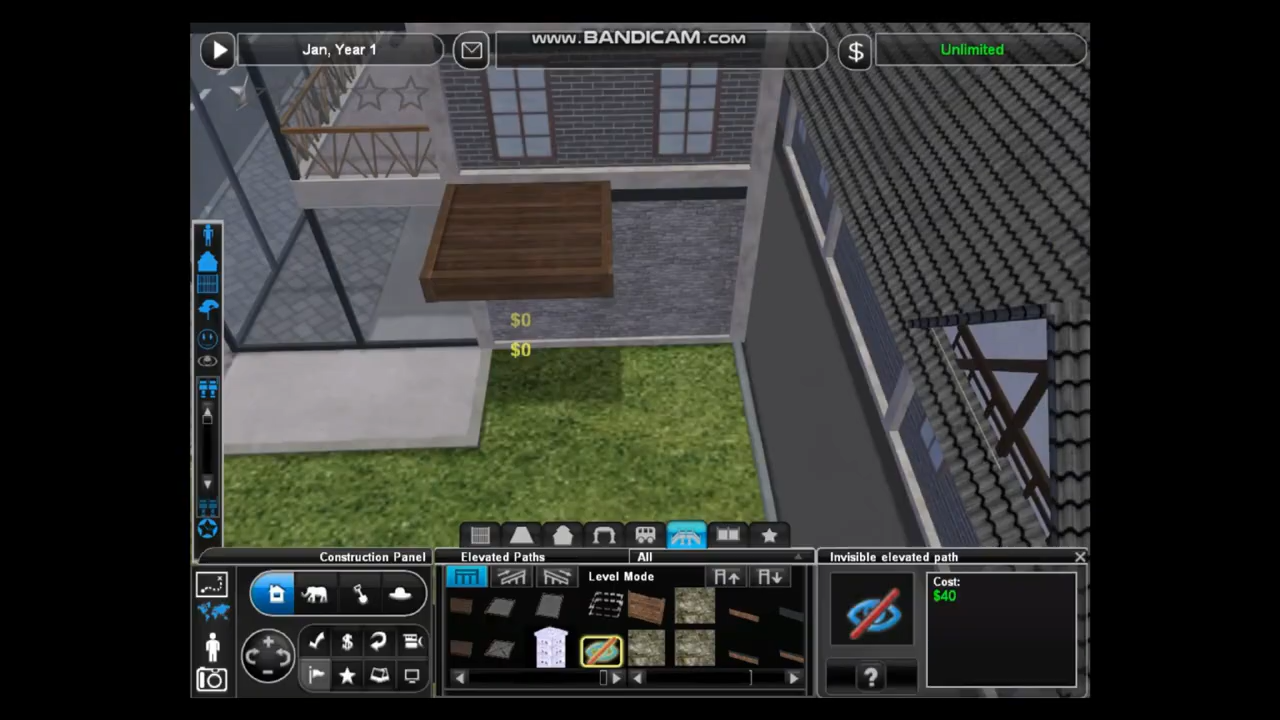 www.BANDICAM.com
Jan, Year 1
$
Unlimited
$0
$0
Construction Panel
Elevated Paths
All
Invisible elevated path
Level Mode
Cost:
$40
$
?